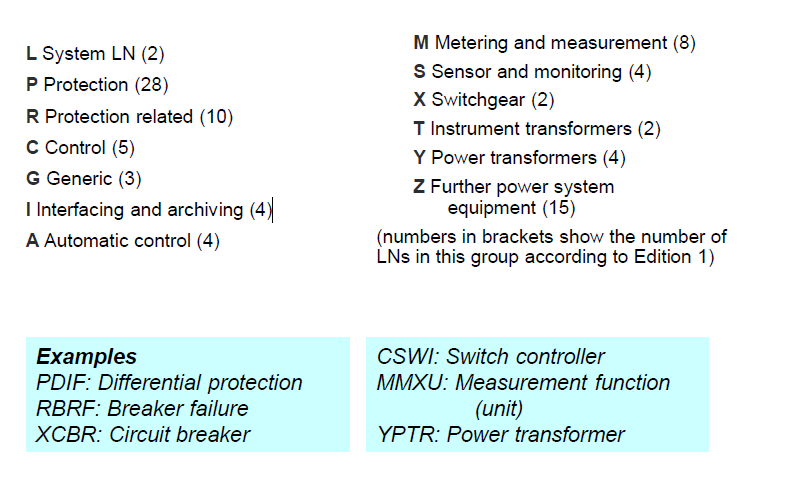 L System LN (2)
P Protection (28)
R Protection related (10)
C Control (5)
G Generic (3)
I Interfacing and archiving (4)
A Automatic control (4)
M Metering and measurement (8)
S Sensor and monitoring (4)
X Switchgear (2)
T Instrument transformers (2)
Y Power transformers (4)
Z Further power system
equipment (15)
(numbers in brackets show the number of
LNs in this group according to Edition 1)
Examples
PDIF: Differential protection
RBRF: Breaker failure
XCBR: Circuit breaker
CSWI: Switch controller
MMXU: Measurement function
(unit)
YPTR: Power transformer